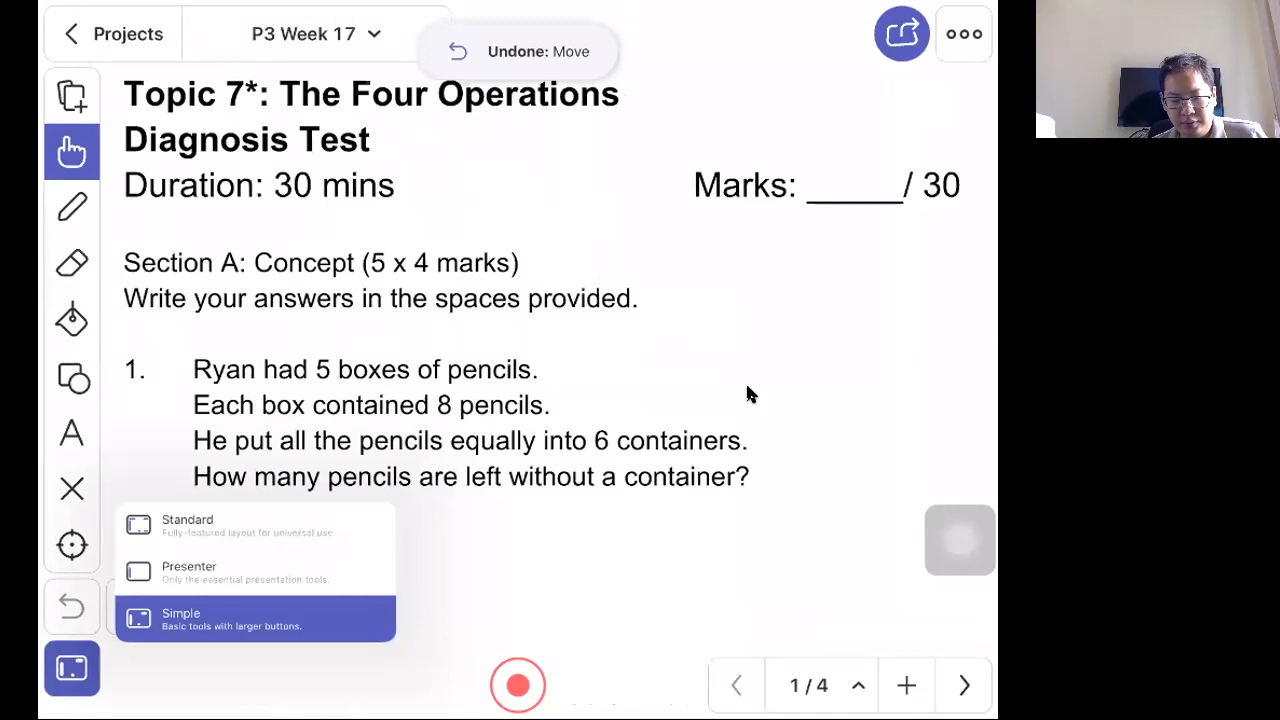 Projects
P3 Week 17
Undone: Move
Topic 7*: The Four Operations
Diagnosis Test
Duration: 30 mins
Marks: _____/ 30
Section A: Concept (5 x 4 marks)
Write your answers in the spaces provided.
1. Ryan had 5 boxes of pencils.
Each box contained 8 pencils.
He put all the pencils equally into 6 containers.
How many pencils are left without a container?
Standard
Fully-featured layout for universal use
Presenter
Only the essential presentation tools.
Simple
Basic tools with larger buttons.
1 / 4